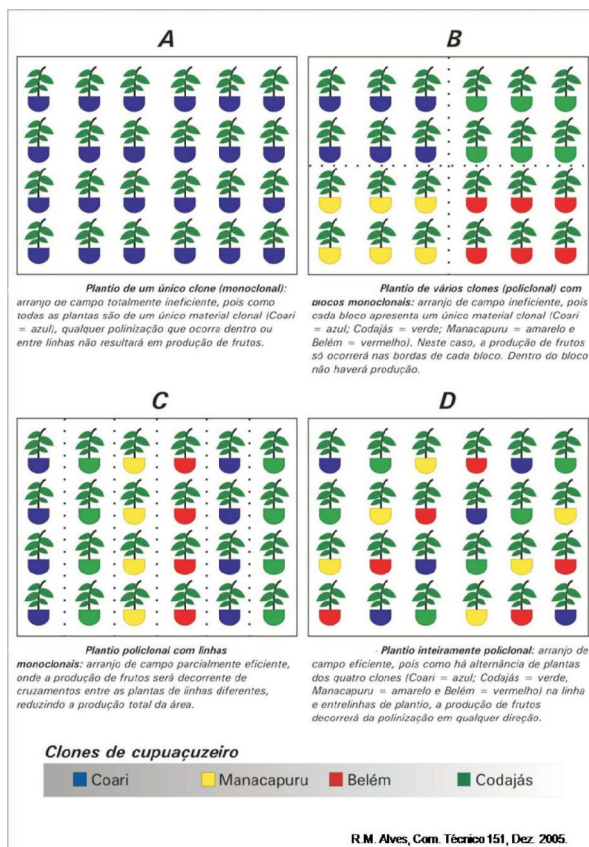 A
B
Plantio de um único clone (monoclonal):
arranjo de campo totalmente ineficiente, pois como
todas as plantas são de um único material clonal (Coari
= azul), qualquer polinização que ocorra dentro ou
entre linhas não resultará em produção de frutos.
Plantio de vários clones (policlonal) com
blocos monoclonais: arranjo de campo ineficiente, pois
cada bloco apresenta um único material clonal (Coari
= azul; Codajás = verde; Manacapuru = amarelo e
Belém = vermelho). Neste caso, a produção de frutos
só ocorrerá nas bordas de cada bloco. Dentro do bloco
não haverá produção.
C
D
Plantio policlonal com linhas
monoclonais: arranjo de campo parcialmente eficiente,
onde a produção de frutos será decorrente de
cruzamentos entre as plantas de linhas diferentes,
reduzindo a produção total da área.
Plantio inteiramente policlonal: arranjo de
campo eficiente, pois como há alternância de plantas
dos quatro clones (Coari = azul; Codajás = verde,
Manacapuru = amarelo e Belém = vermelho) na linha
e entrelinhas de plantio, a produção de frutos
decorrerá da polinização em qualquer direção.
Clones de cupuaçuzeiro
Coari Manacapuru Belém Codajás
R.M. Alves, Com. Técnico 151, Dez. 2005.